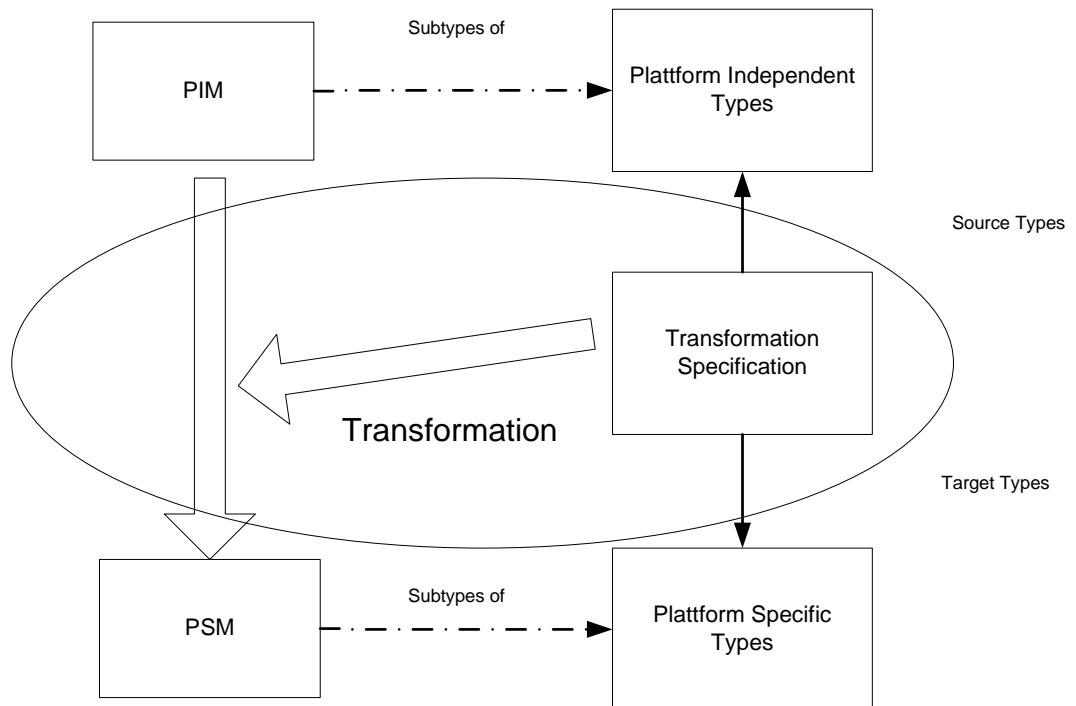 Subtypes of
PIM
Plattform Independent
Types
Source Types
Transformation
Specification
Transformation
Target Types
Subtypes of
PSM
Plattform Specific
Types